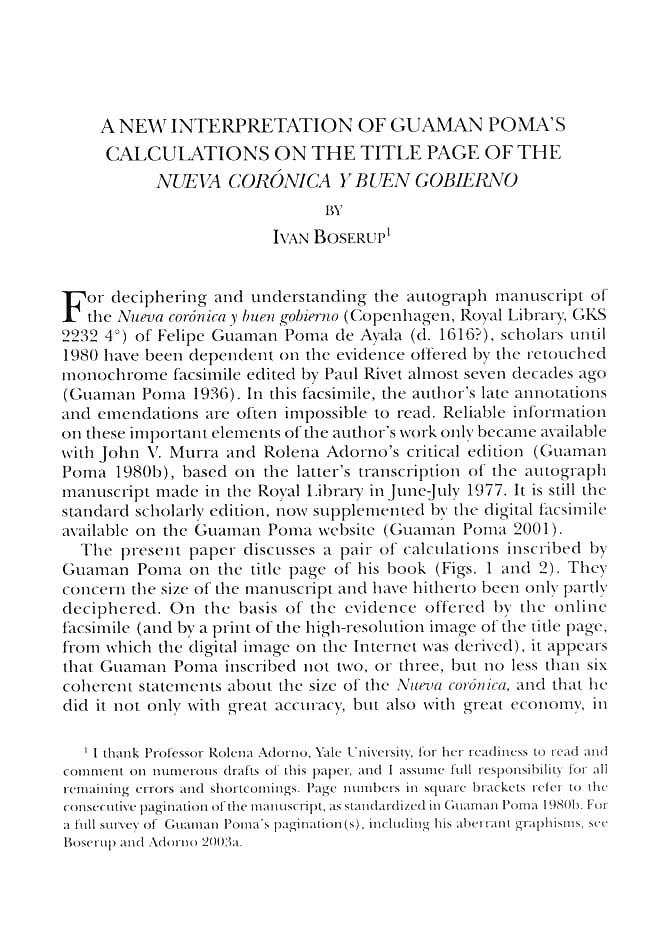 A NEW INTERPRETATION OF GUAMAN POMA'S
CALCULATIONS ON THE TITLE PAGE OF THE
NUEVA CORÓNICA Y BUEN GOBIERNO
BY
IVAN BOSERUP¹
For deciphering and understanding the autograph manuscript of
the Nueva corónica y buen gobierno (Copenhagen, Royal Library, GKS
2232 4°) of Felipe Guaman Poma de Ayala (d. 1616?), scholars until
1980 have been dependent on the evidence offered by the retouched
monochrome facsimile edited by Paul Rivet almost seven decades ago
(Guaman Poma 1936). In this facsimile, the author's late annotations
and emendations are often impossible to read. Reliable information
on these important elements of the author's work only became available
with John V. Murra and Rolena Adorno's critical edition (Guaman
Poma 1980b), based on the latter's transcription of the autograph
manuscript made in the Royal Library in June-July 1977. It is still the
standard scholarly edition, now supplemented by the digital facsimile
available on the Guaman Poma website (Guaman Poma 2001).
The present paper discusses a pair of calculations inscribed by
Guaman Poma on the title page of his book (Figs. 1 and 2). They
concern the size of the manuscript and have hitherto been only partly
deciphered. On the basis of the evidence offered by the online
facsimile (and by a print of the high-resolution image of the title page,
from which the digital image on the Internet was derived), it appears
that Guaman Poma inscribed not two, or three, but no less than six
coherent statements about the size of the Nueva corónica, and that he
did it not only with great accuracy, but also with great economy, in
¹ I thank Professor Rolena Adorno, Yale University, for her readiness to read and
comment on numerous drafts of this paper, and I assume full responsibility for all
remaining errors and shortcomings. Page numbers in square brackets refer to the
consecutive pagination of the manuscript, as standardized in Guaman Poma 1980b. For
a full survey of Guaman Poma's pagination(s), including his aberrant graphisms, see
Boserup and Adorno 2003a.